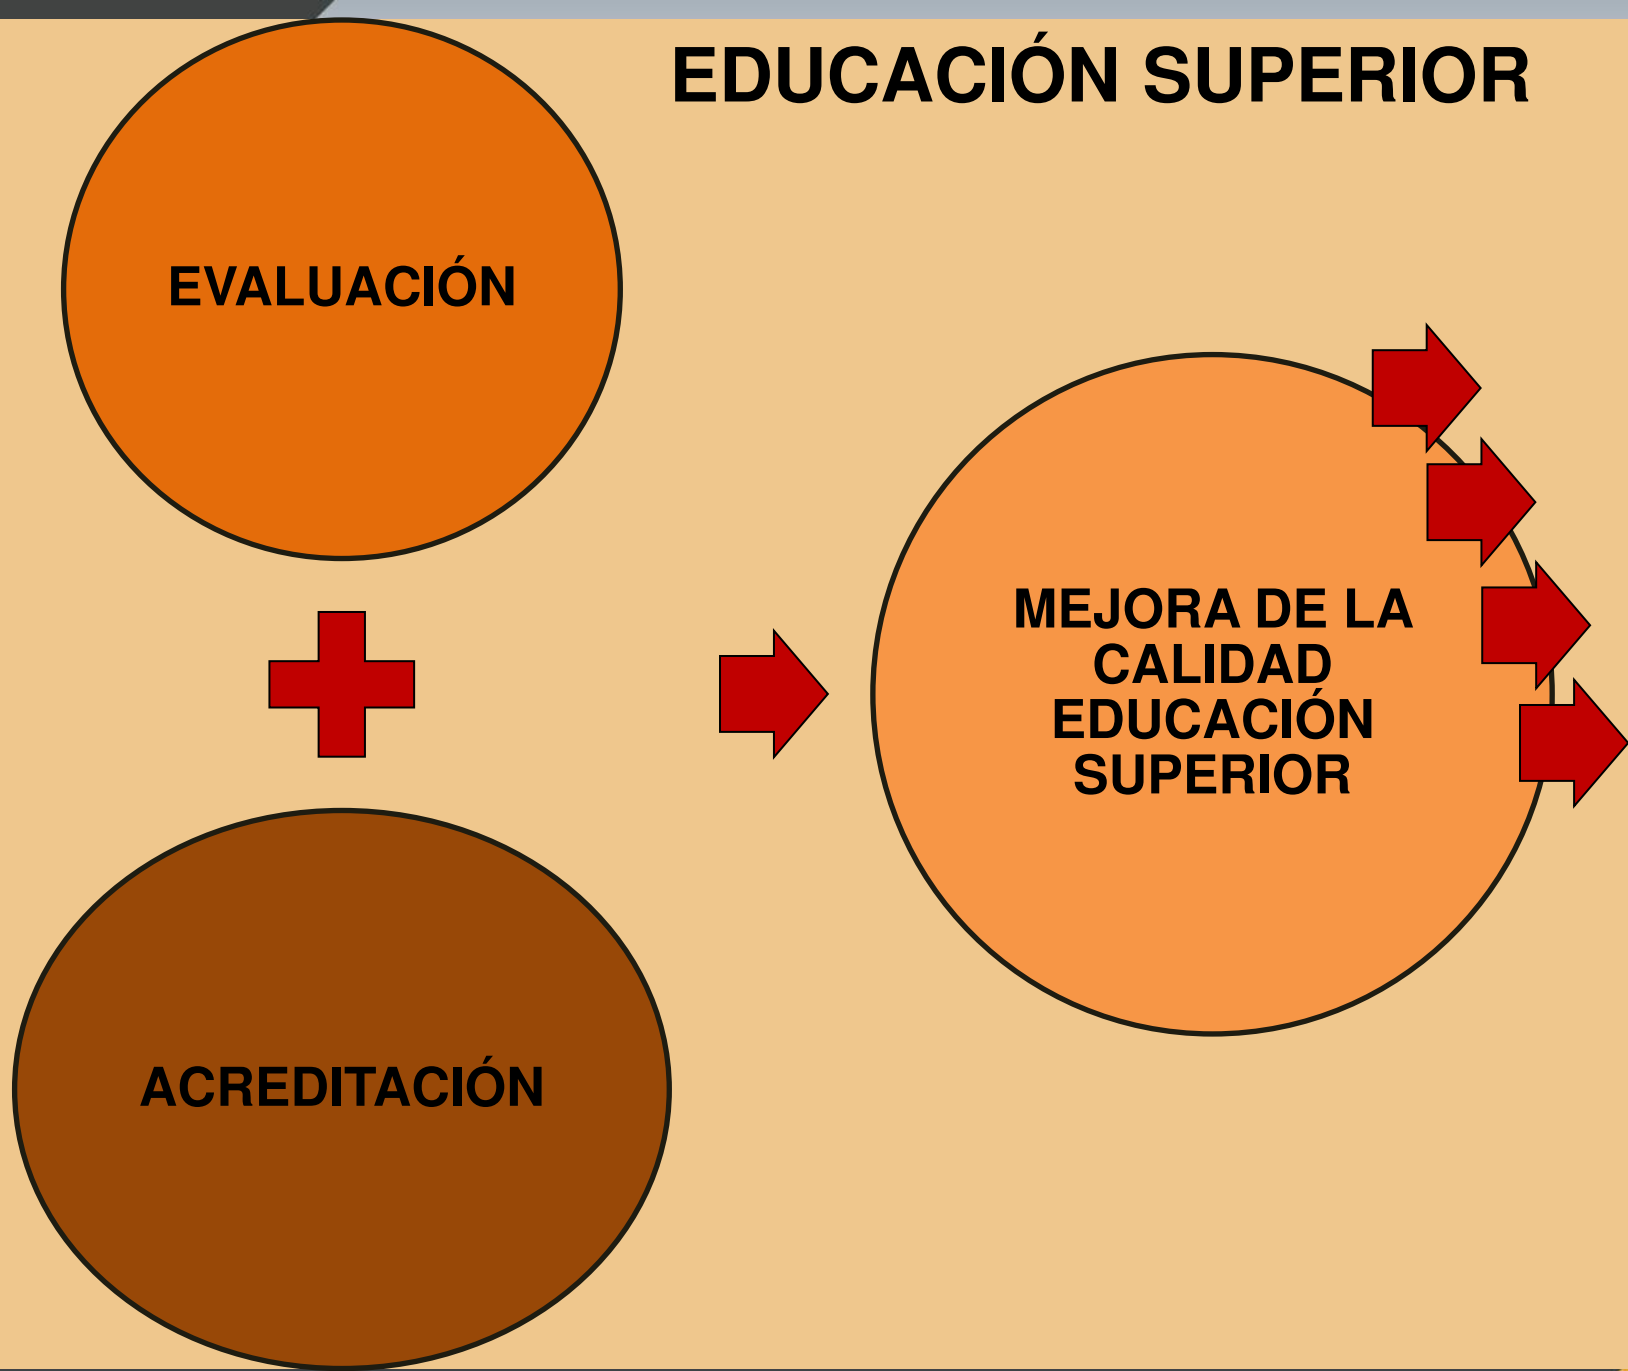 EDUCACIÓN SUPERIOR
EVALUACIÓN
ACREDITACIÓN
MEJORA DE LA
CALIDAD
EDUCACIÓN
SUPERIOR